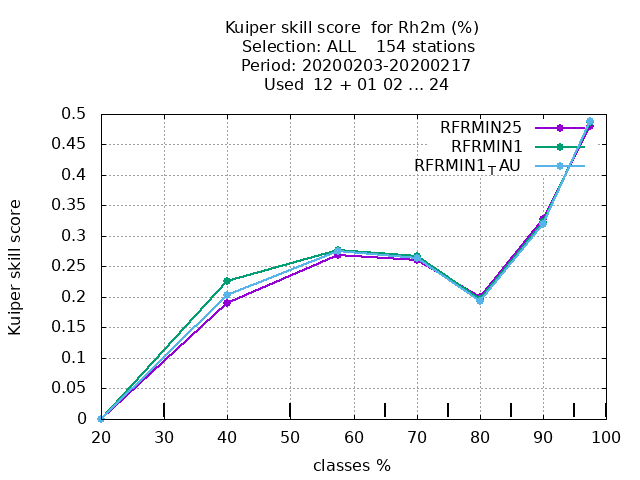 Kuiper skill score  for Rh2m (%)
Selection: ALL    154 stations
Period: 20200203-20200217
Used  12 + 01 02 ... 24
RFRMIN25
RFRMIN1
RFRMIN1TAU
Kuiper skill score
0.5
0.45
0.4
0.35
0.3
0.25
0.2
0.15
0.1
0.05
0
20 30 40 50 60 70 80 90 100
classes %